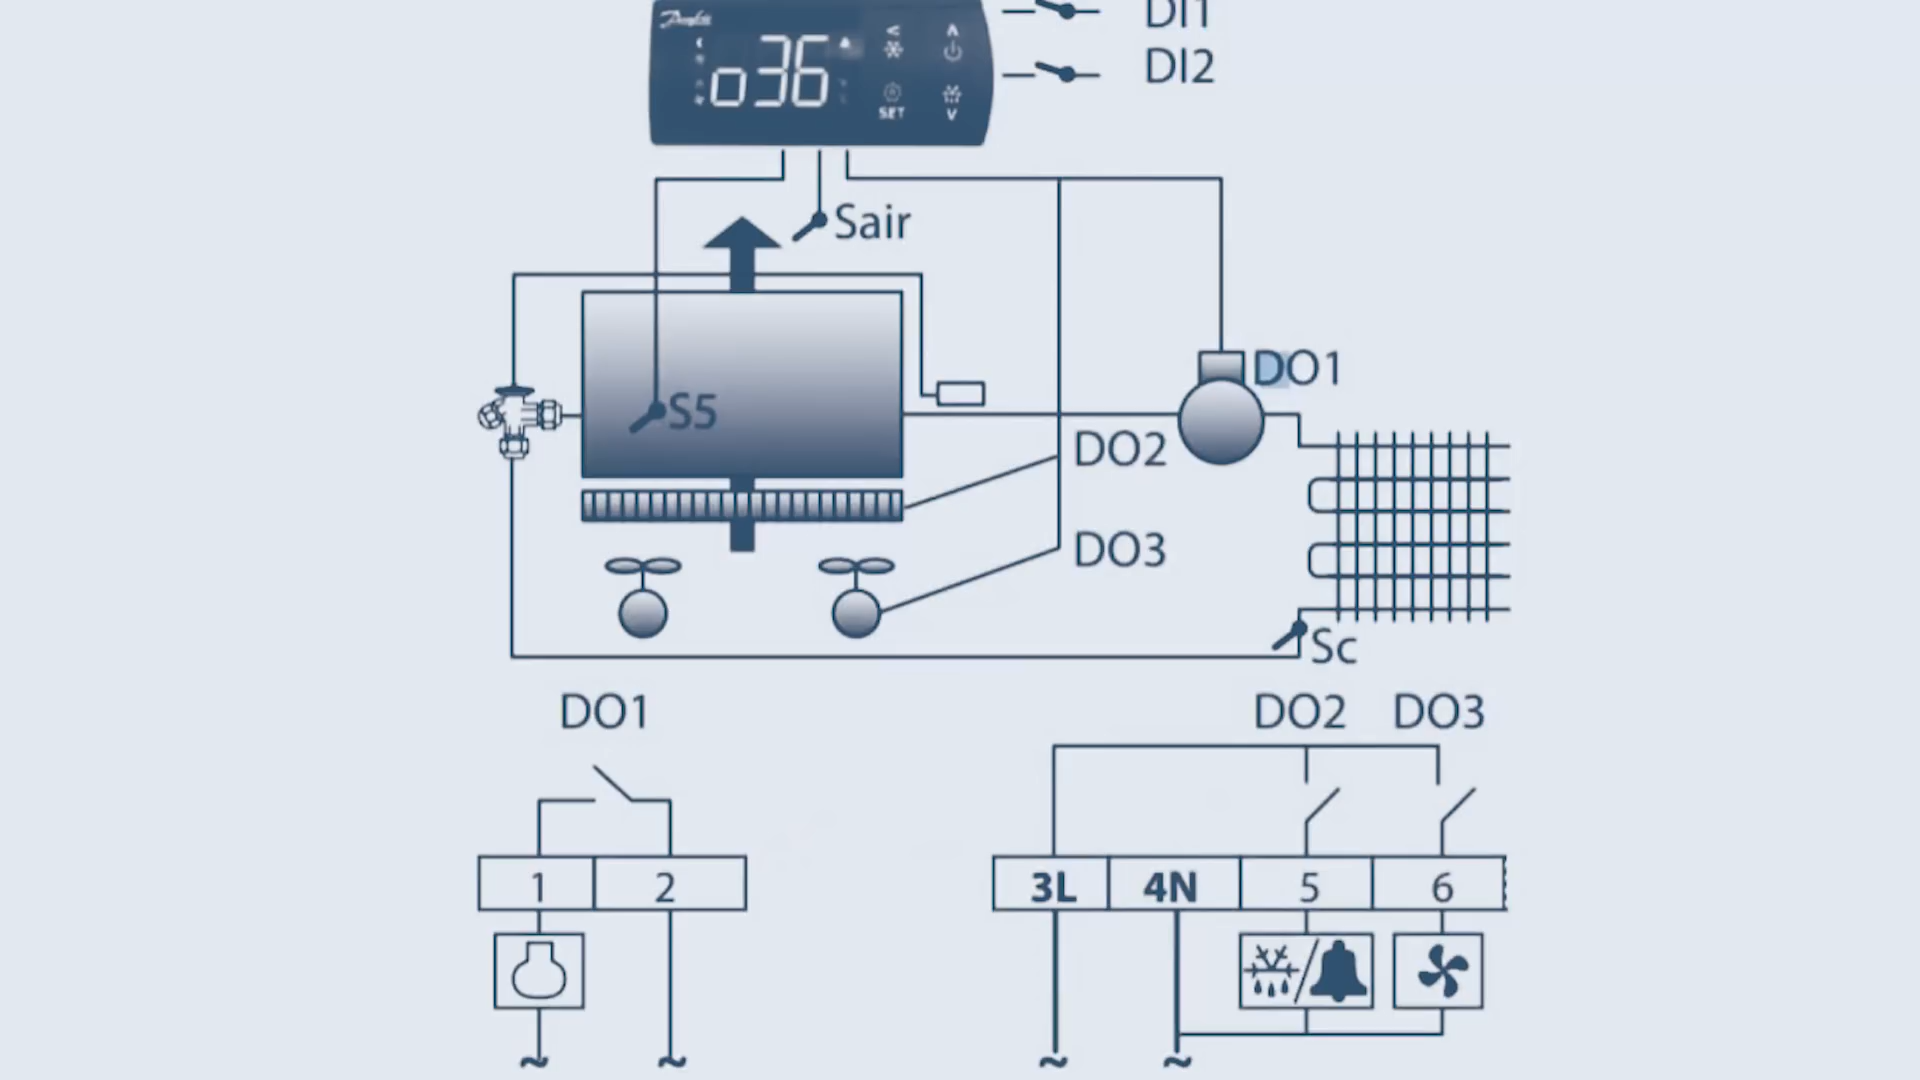 DI1
Danfoss
o36
SET
DI2
Sair
DO1
S5
DO2
DO3
Sc
DO1
DO2 DO3
1 2
3L 4N 5 6